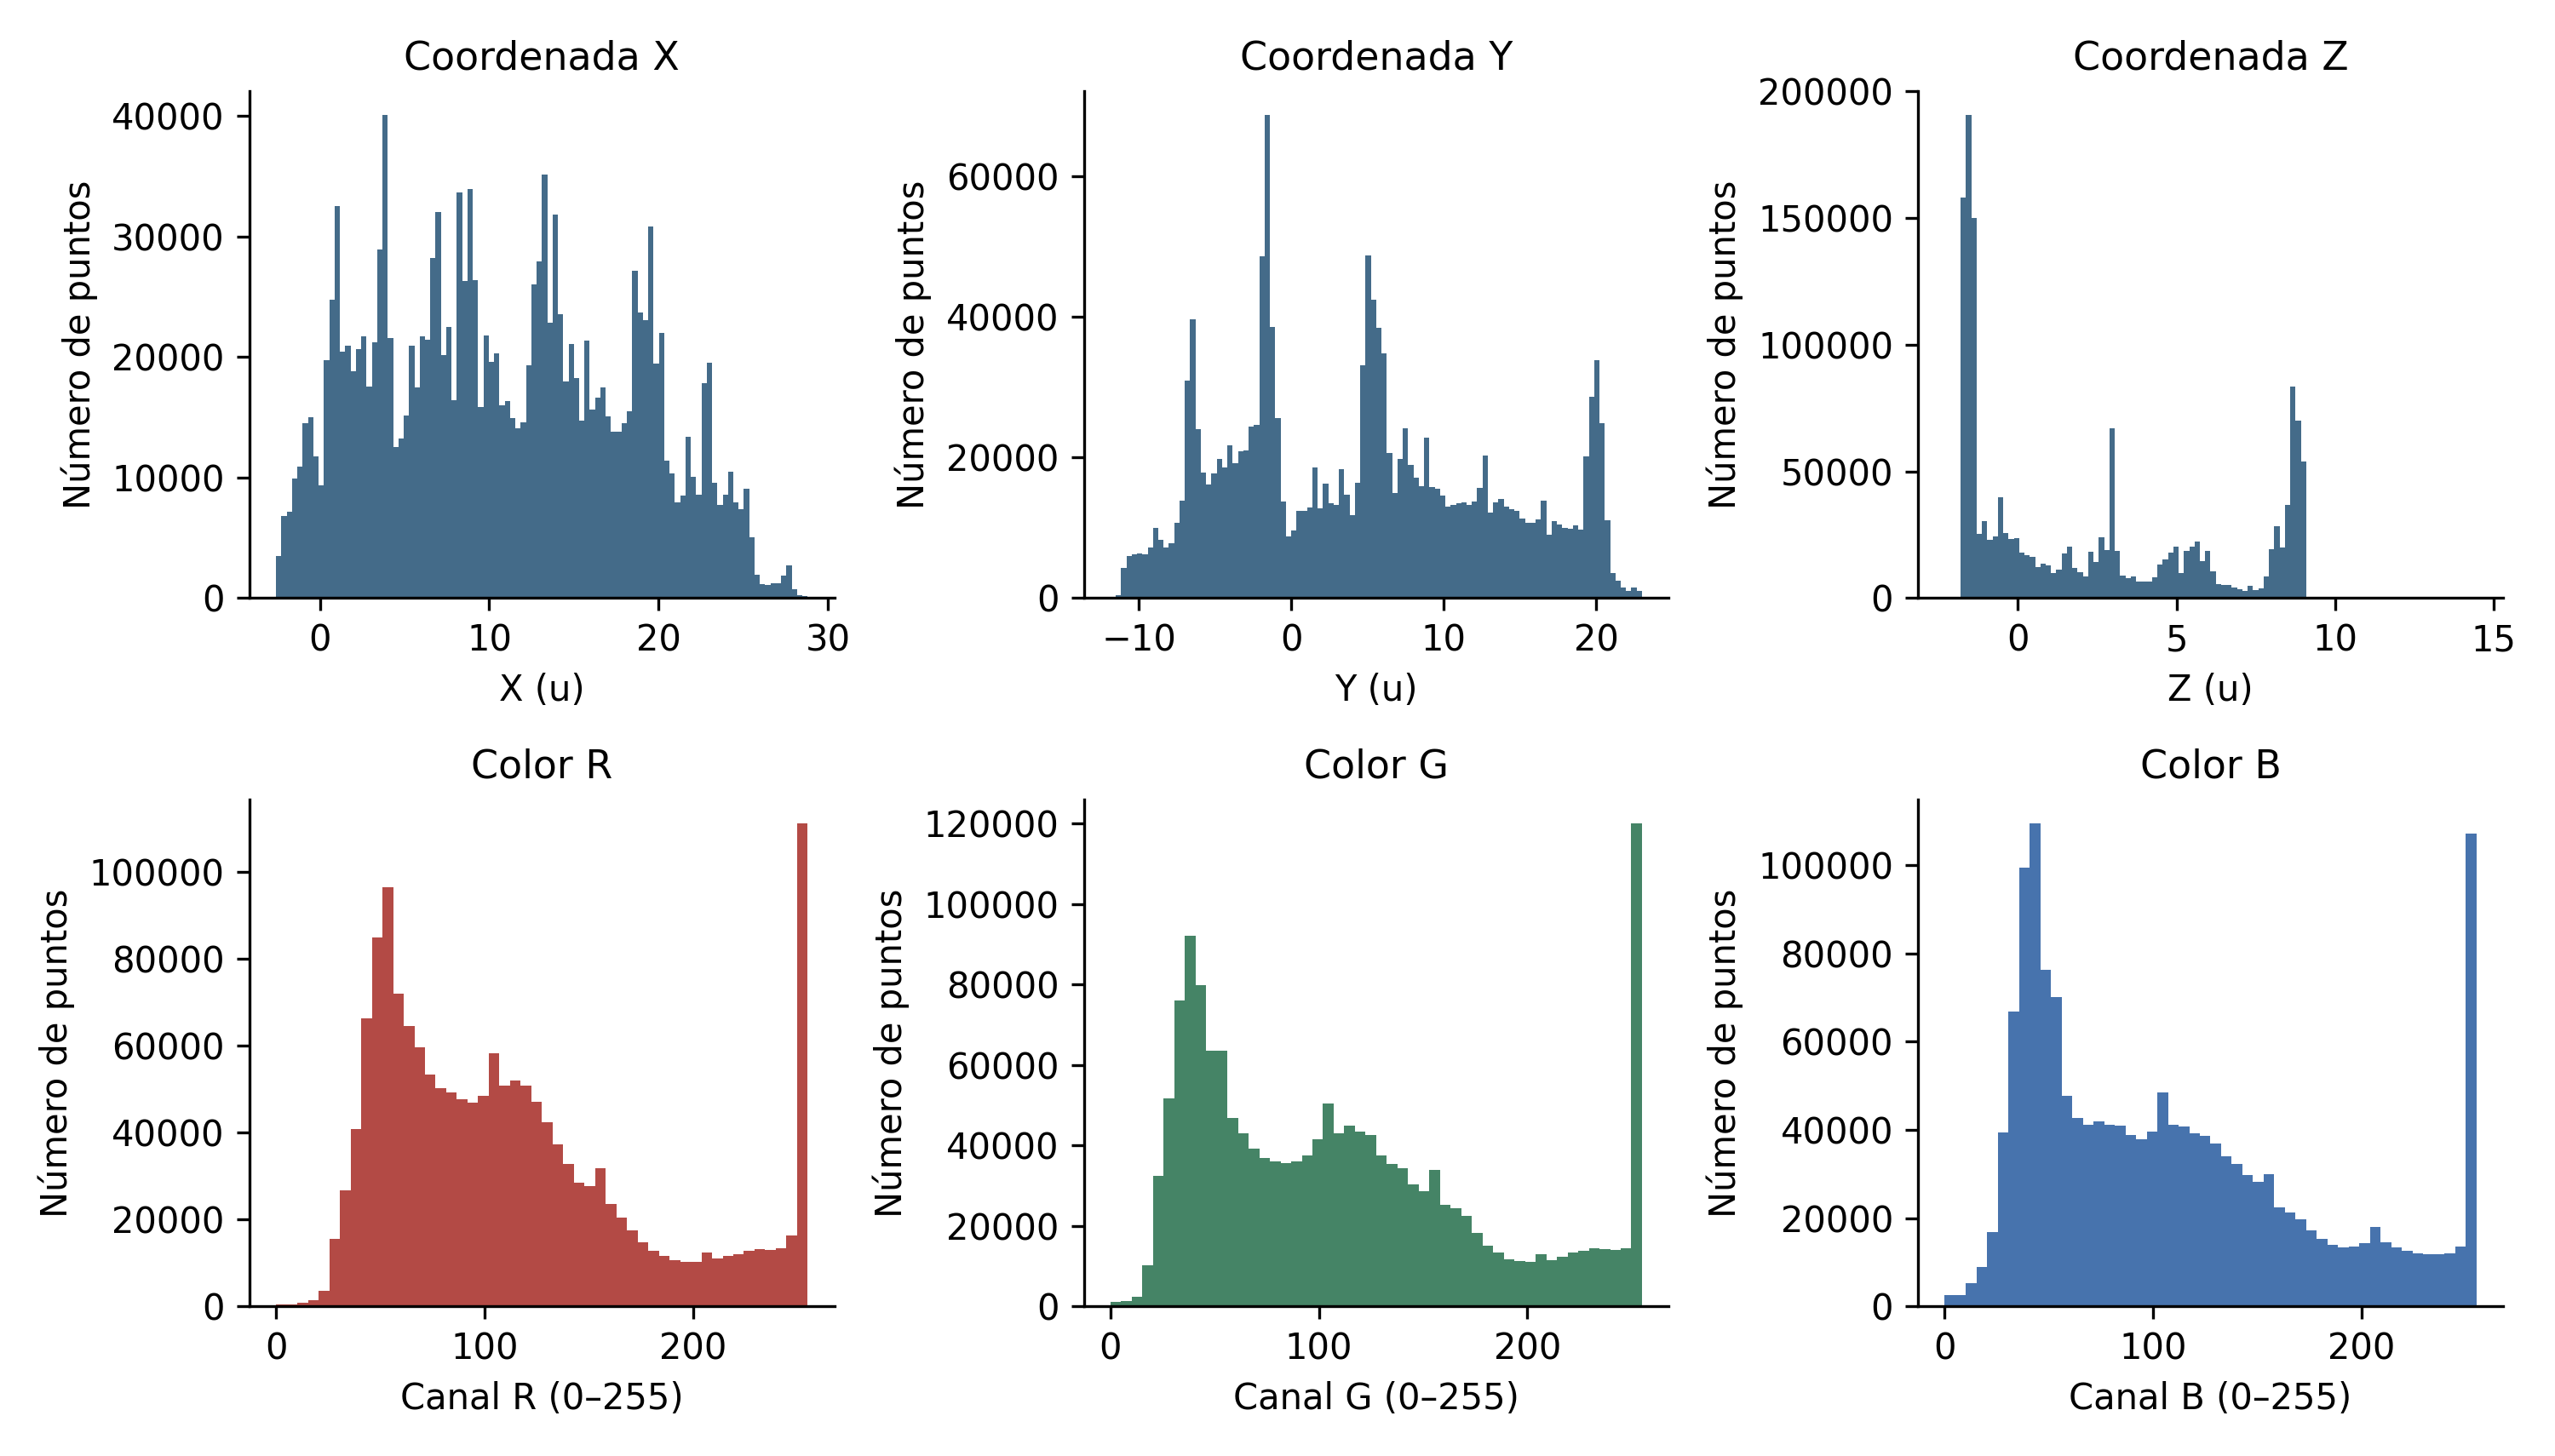 Coordenada X
Número de puntos
40000
30000
20000
10000
0
0 10 20 30
X (u)
Coordenada Y
Número de puntos
60000
40000
20000
0
−10 0 10 20
Y (u)
Coordenada Z
Número de puntos
200000
150000
100000
50000
0
0 5 10 15
Z (u)
Color R
Número de puntos
100000
80000
60000
40000
20000
0
0 100 200
Canal R (0–255)
Color G
Número de puntos
120000
100000
80000
60000
40000
20000
0
0 100 200
Canal G (0–255)
Color B
Número de puntos
100000
80000
60000
40000
20000
0
0 100 200
Canal B (0–255)